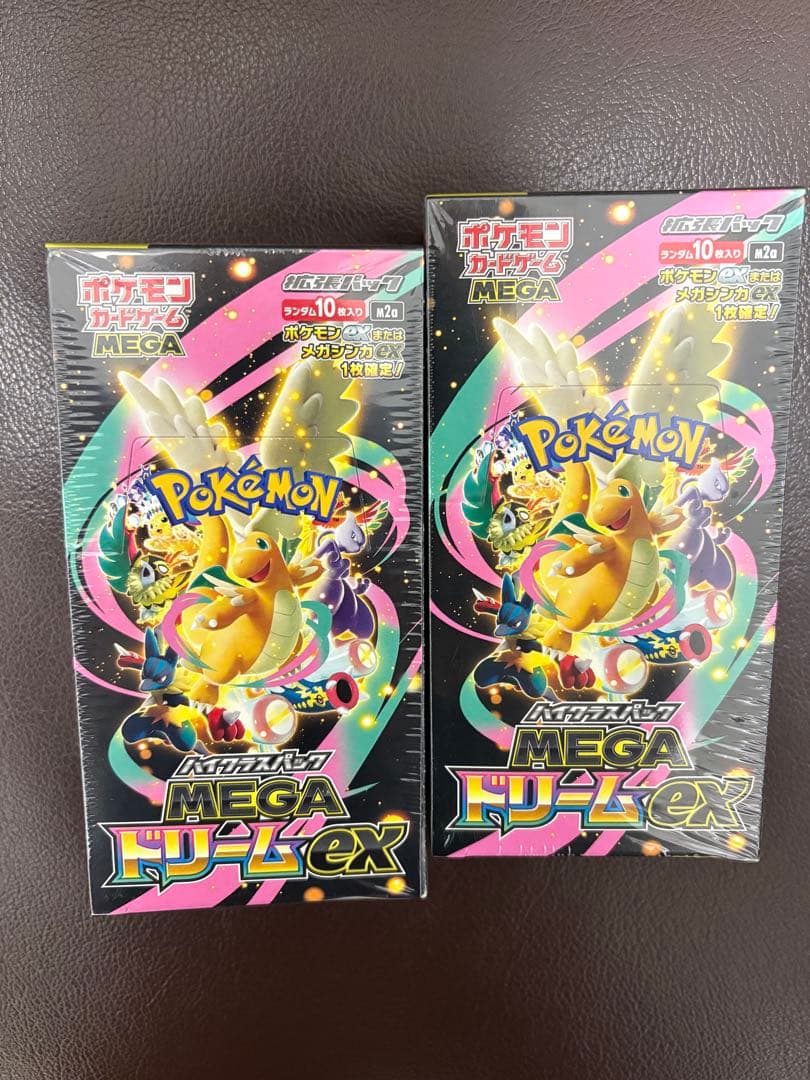 ポケモン
カードゲーム
MEGA
拡張パック
ランダム10枚入り M2a
ポケモンexまたは
メガシンカex
1枚確定!
POKéMON
ハイクラスパック
MEGA
ドリームex
ポケモン
カードゲーム
MEGA
拡張パック
ランダム10枚入り M2a
ポケモンexまたは
メガシンカex
1枚確定!
POKéMON
ハイクラスパック
MEGA
ドリームex